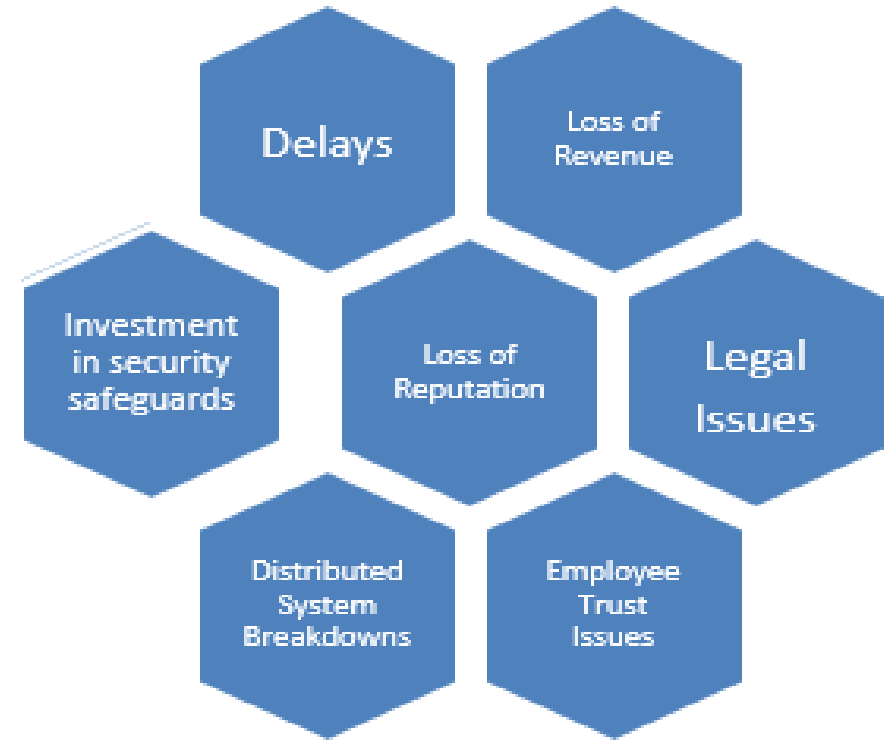 Delays
Loss of
Revenue
Investment
in security
safeguards
Loss of
Reputation
Legal
Issues
Distributed
System
Breakdowns
Employee
Trust
Issues